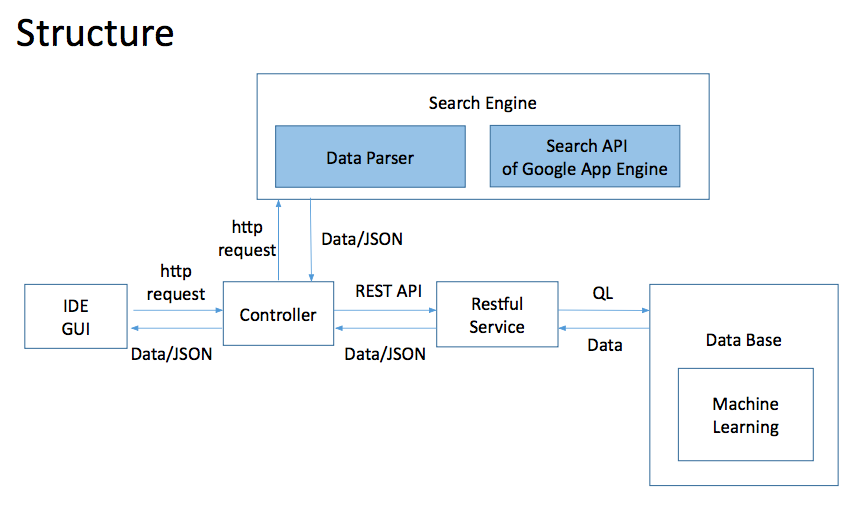 Structure
Search Engine
Data Parser
Search API
of Google App Engine
http
request
Data/JSON
http
request
IDE
GUI
Controller
REST API
Restful
Service
QL
Data Base
Data/JSON
Data/JSON
Data
Machine
Learning